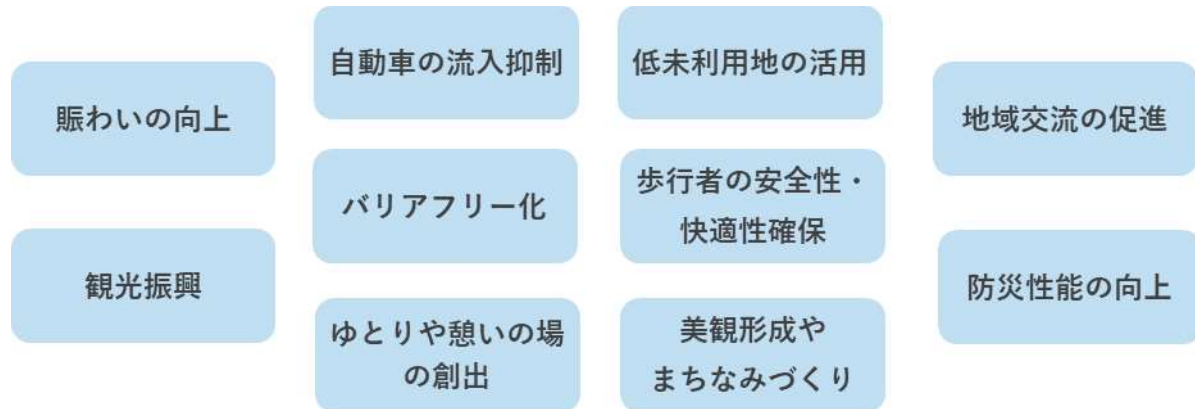 自動車の流入抑制
低未利用地の活用
賑わいの向上
地域交流の促進
バリアフリー化
歩行者の安全性・
快適性確保
観光振興
防災性能の向上
ゆとりや憩いの場
の創出
美観形成や
まちなみづくり